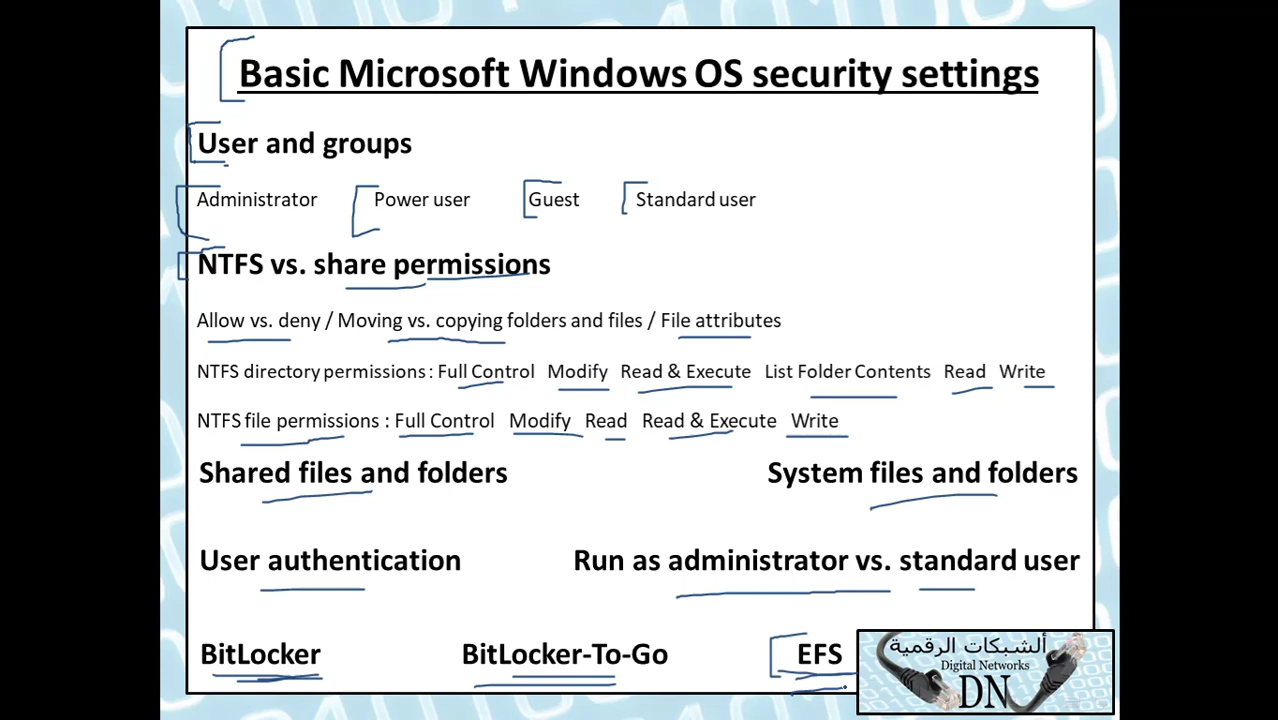 Basic Microsoft Windows OS security settings
User and groups
Administrator Power user Guest Standard user
NTFS vs. share permissions
Allow vs. deny / Moving vs. copying folders and files / File attributes
NTFS directory permissions : Full Control Modify Read & Execute List Folder Contents Read Write
NTFS file permissions : Full Control Modify Read Read & Execute Write
Shared files and folders System files and folders
User authentication Run as administrator vs. standard user
BitLocker BitLocker-To-Go EFS
ألشبكات الرقمية
Digital Networks
DN